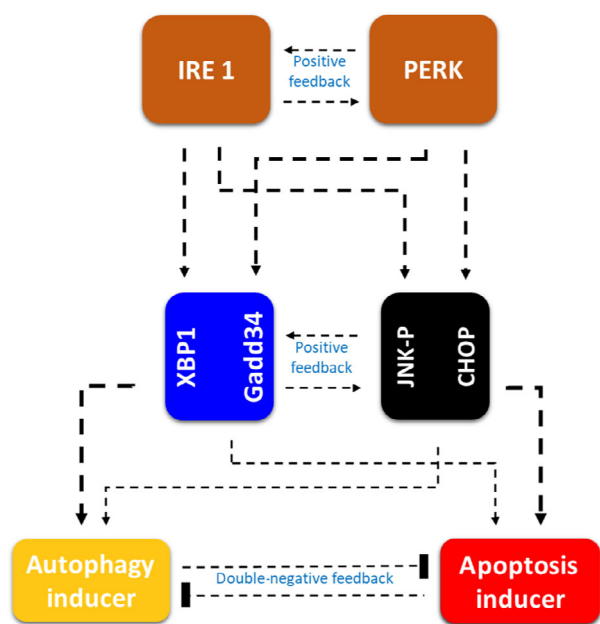 IRE 1
Positive
feedback
PERK
XBP1
Gadd34
Positive
feedback
JNK-P
CHOP
Autophagy
inducer
Double-negative feedback
Apoptosis
inducer